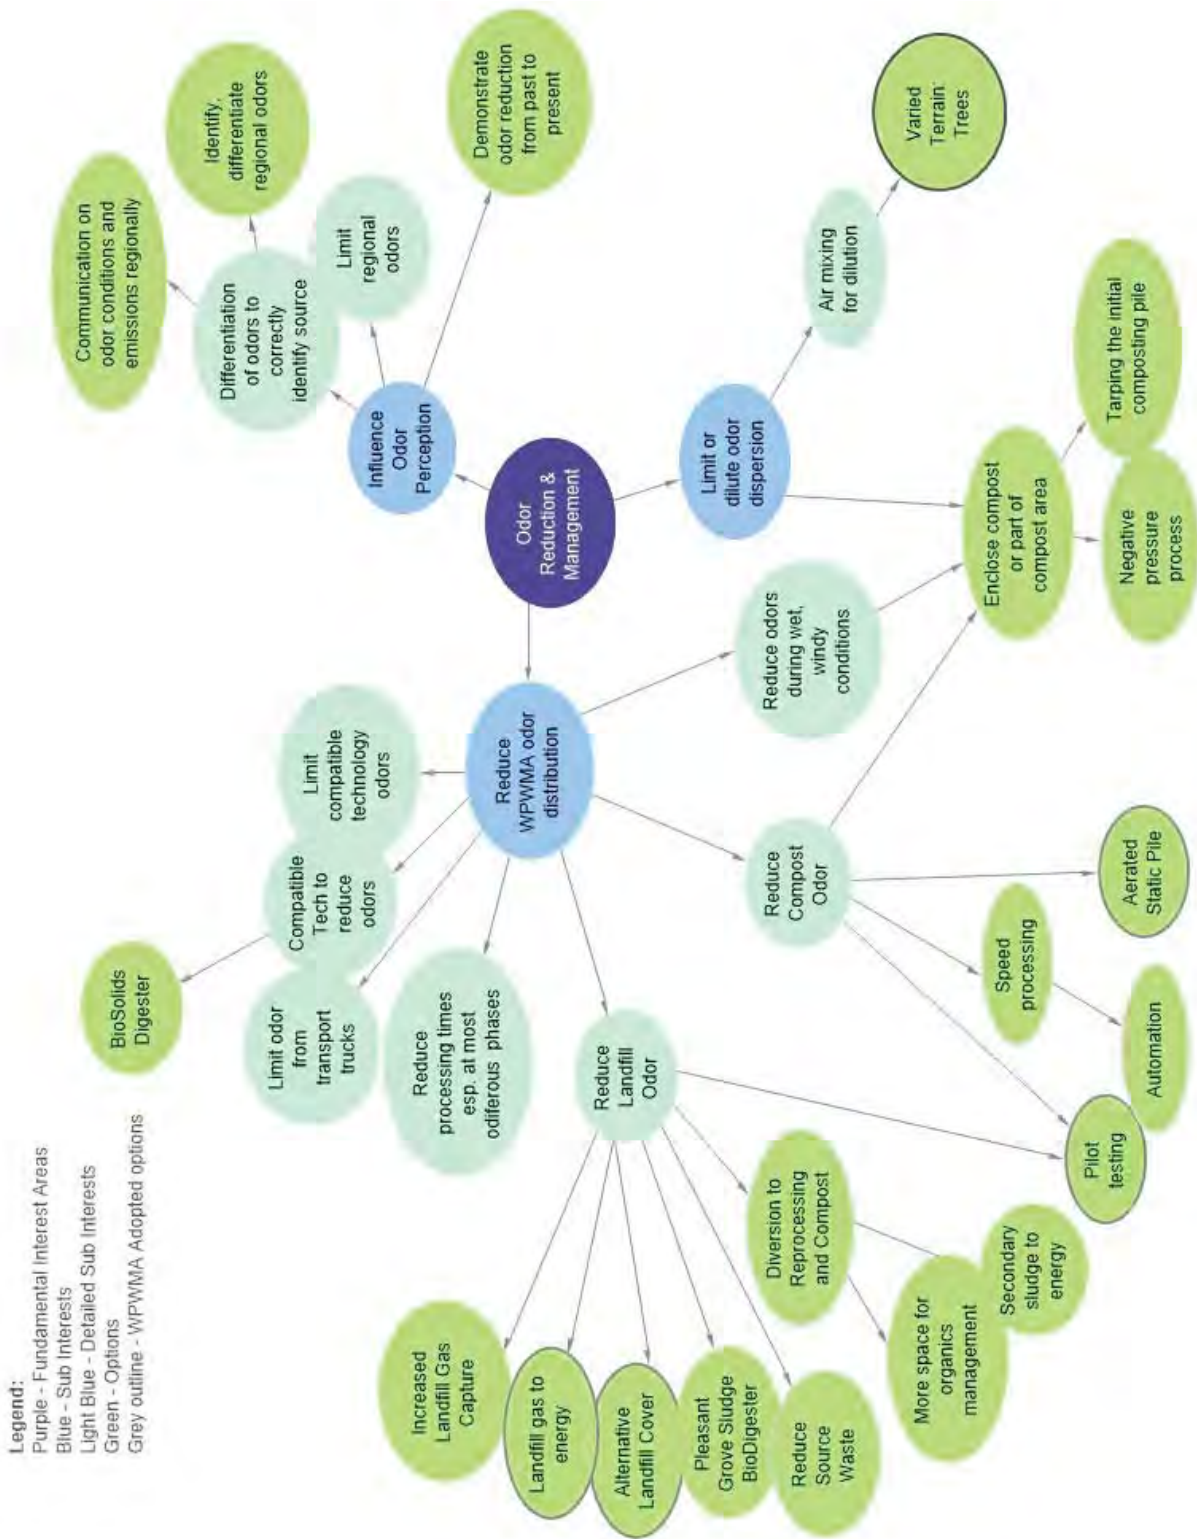 Legend:
Purple - Fundamental Interest Areas
Blue - Sub Interests
Light Blue - Detailed Sub Interests
Green - Options
Grey outline - WPWMA Adopted options
BioSolids
Digester
Communication on
odor conditions and
emissions regionally
Identify,
differentiate
regional odors
Differentiation
of odors to
correctly
identify source
Limit
regional
odors
Demonstrate
odor reduction
from past to
present
Influence
Odor
Perception
Odor
Reduction &
Management
Limit
compatible
technology
odors
Compatible
Tech to
reduce
odors
Limit odor
from
transport
trucks
Reduce
processing times
esp. at most
odiferous phases
Reduce
WPWMA odor
distribution
Limit or
dilute odor
dispersion
Air mixing
for dilution
Varied
Terrain:
Trees
Reduce
Landfill
Odor
Reduce
Compost
Odor
Reduce odors
during wet,
windy
conditions
Enclose compost
or part of
compost area
Tarping the initial
composting pile
Negative
pressure
process
Increased
Landfill Gas
Capture
Landfill gas to
energy
Alternative
Landfill Cover
Pleasant
Grove Sludge
BioDigester
Reduce
Source
Waste
Diversion to
Reprocessing
and Compost
More space for
organics
management
Secondary
sludge to
energy
Pilot
testing
Speed
processing
Automation
Aerated
Static Pile